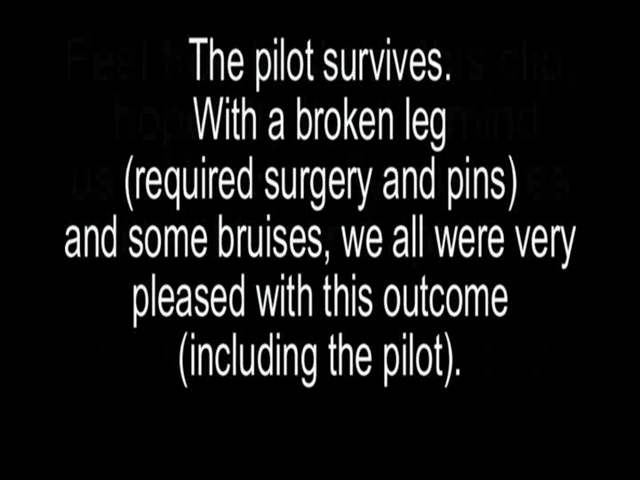 The pilot survives.
With a broken leg
(required surgery and pins)
and some bruises, we all were very
pleased with this outcome
(including the pilot).